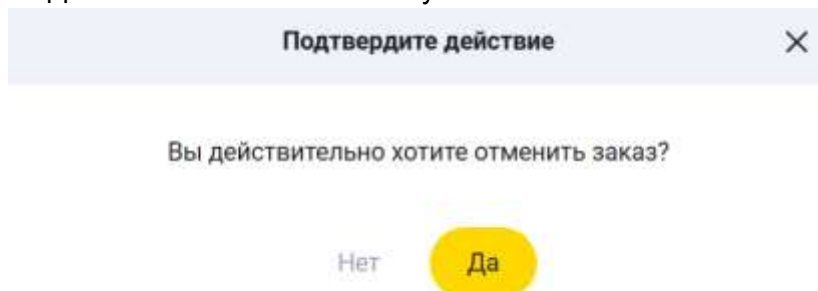 Подтвердите действие
Вы действительно хотите отменить заказ?
Нет Да